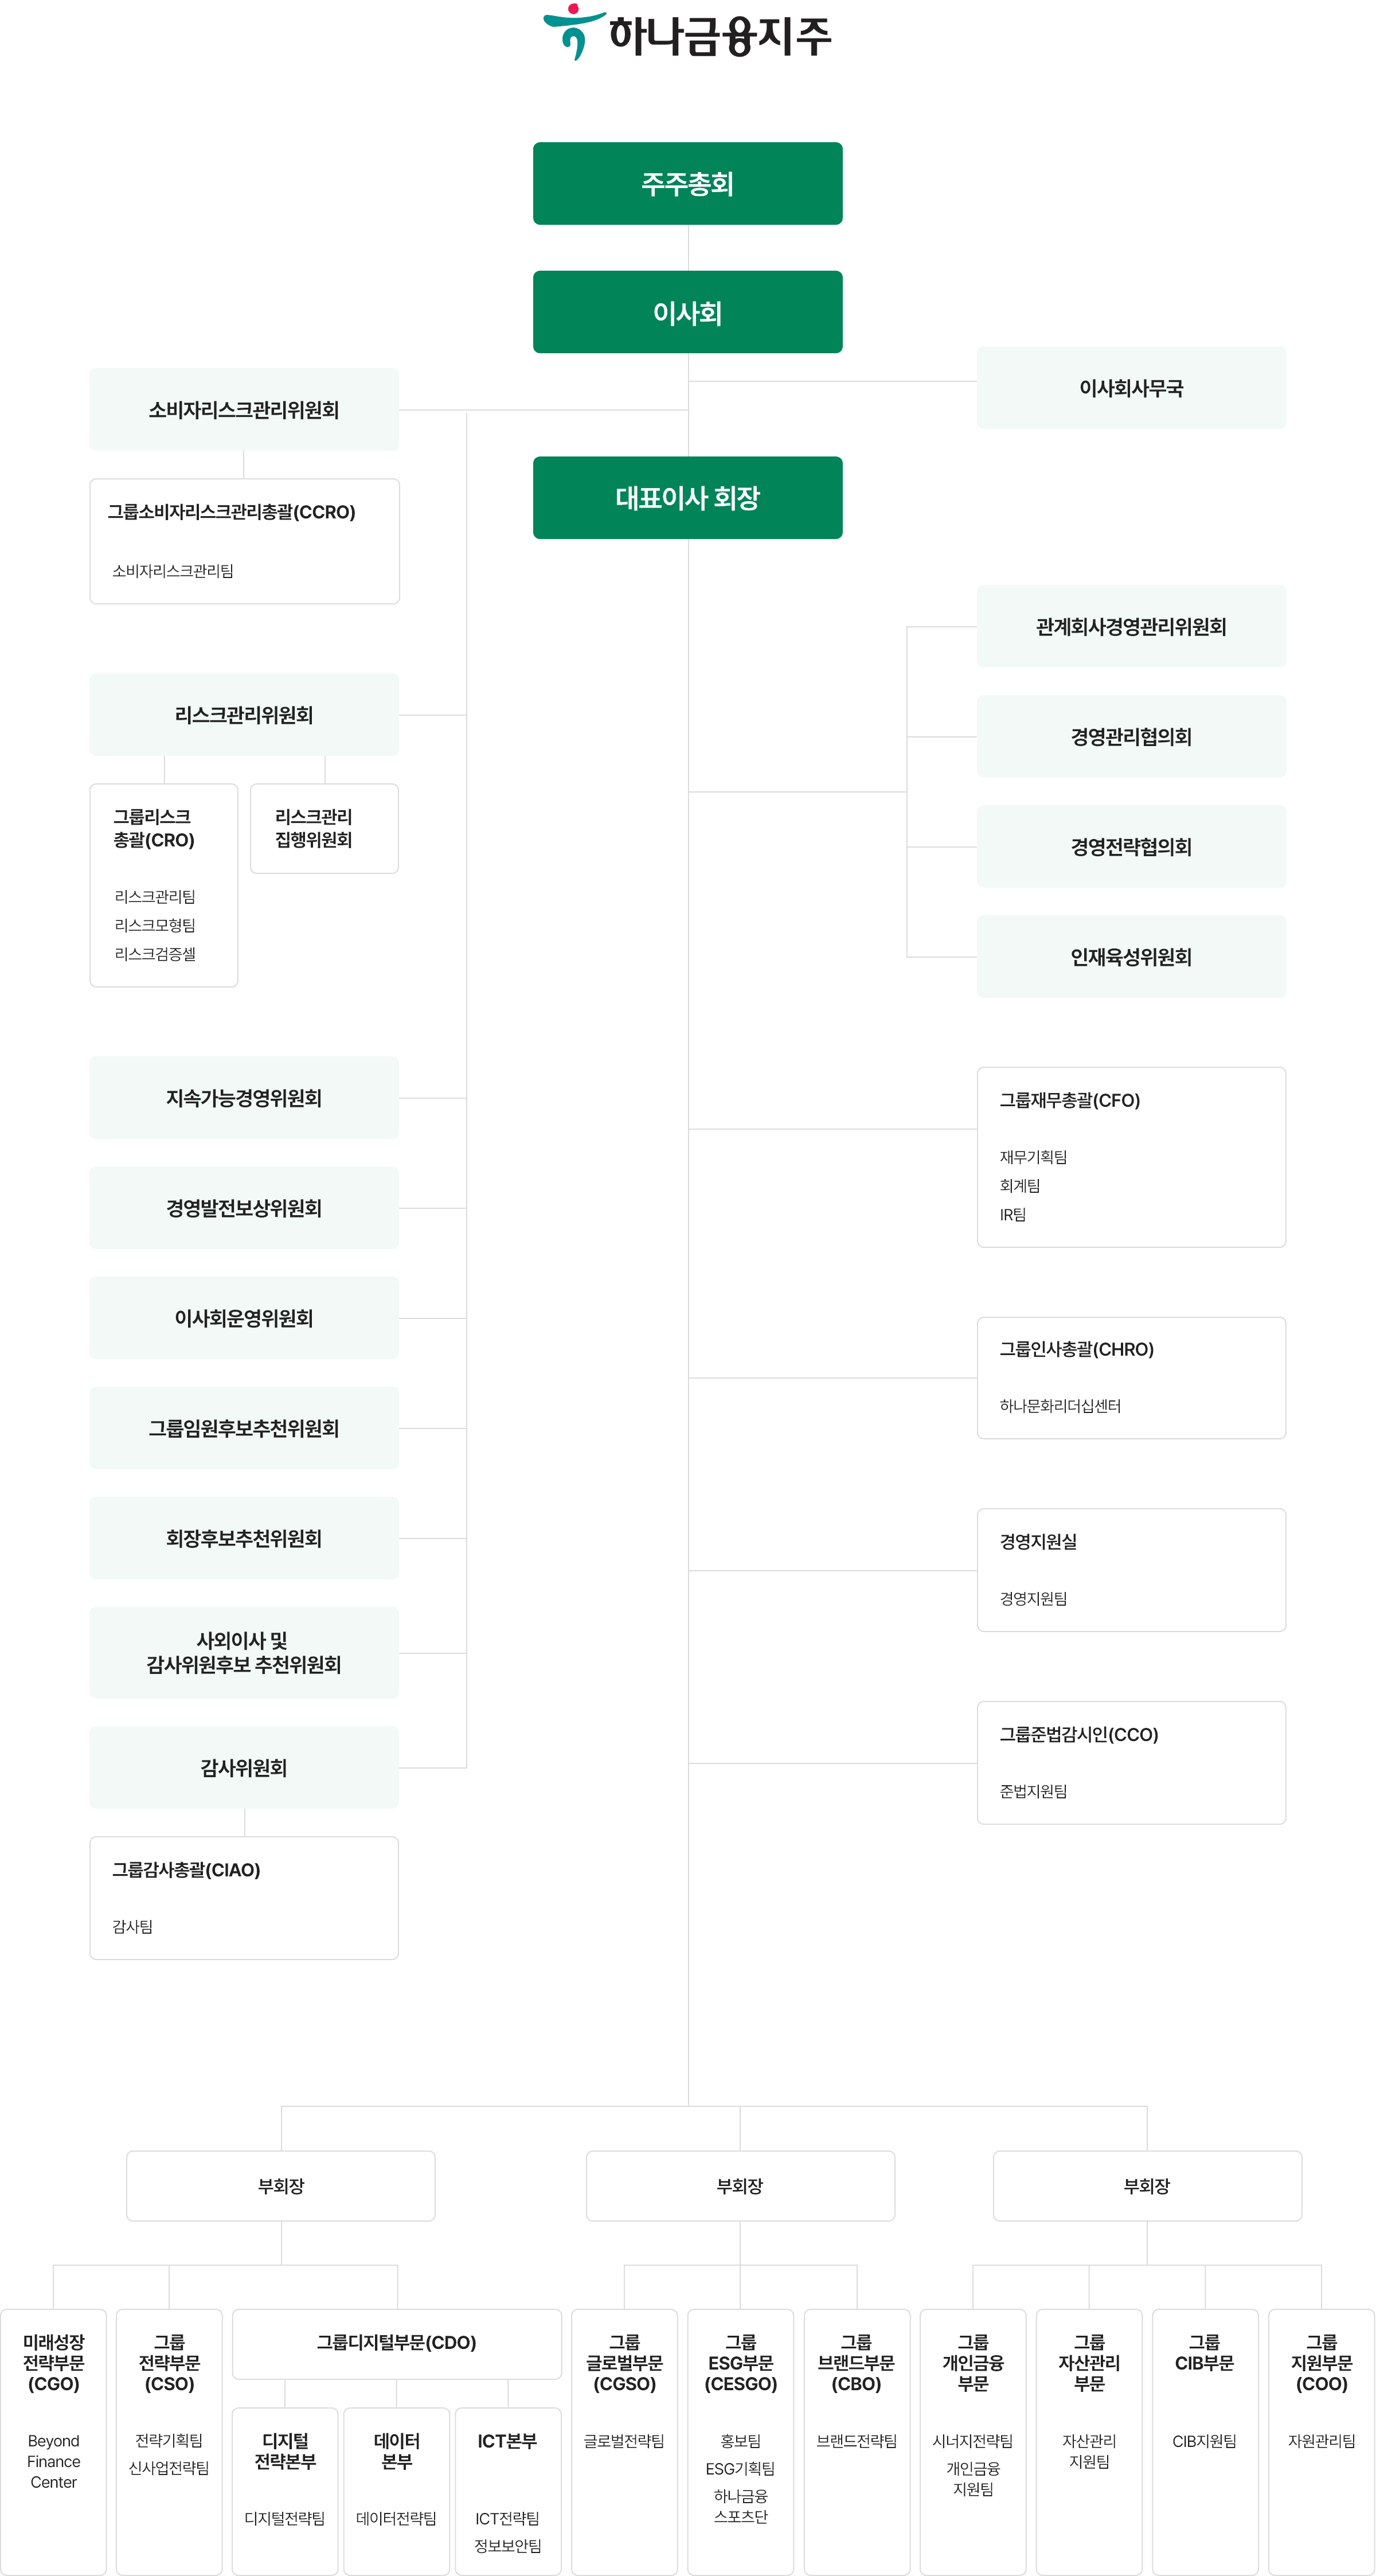 하나금융지주
주주총회
이사회
이사회사무국
소비자리스크관리위원회
그룹소비자리스크관리총괄(CCRO)
소비자리스크관리팀
대표이사 회장
리스크관리위원회
그룹리스크
총괄(CRO)
리스크관리팀
리스크모형팀
리스크검증셀
리스크관리
집행위원회
지속가능경영위원회
경영발전보상위원회
이사회운영위원회
그룹임원후보추천위원회
회장후보추천위원회
사외이사 및
감사위원후보 추천위원회
감사위원회
그룹감사총괄(CIAO)
감사팀
관계회사경영관리위원회
경영관리협의회
경영전략협의회
인재육성위원회
그룹재무총괄(CFO)
재무기획팀
회계팀
IR팀
그룹인사총괄(CHRO)
하나문화리더십센터
경영지원실
경영지원팀
그룹준법감시인(CCO)
준법지원팀
부회장
미래성장
전략부문
(CGO)
Beyond
Finance
Center
그룹
전략부문
(CSO)
전략기획팀
신사업전략팀
그룹디지털부문(CDO)
디지털
전략본부
디지털전략팀
데이터
본부
데이터전략팀
ICT본부
ICT전략팀
정보보안팀
부회장
그룹
글로벌부문
(CGSO)
글로벌전략팀
그룹
ESG부문
(CESGO)
홍보팀
ESG기획팀
하나금융
스포츠단
그룹
브랜드부문
(CBO)
브랜드전략팀
부회장
그룹
개인금융
부문
시너지전략팀
개인금융
지원팀
그룹
자산관리
부문
자산관리
지원팀
그룹
CIB부문
CIB지원팀
그룹
지원부문
(COO)
자원관리팀